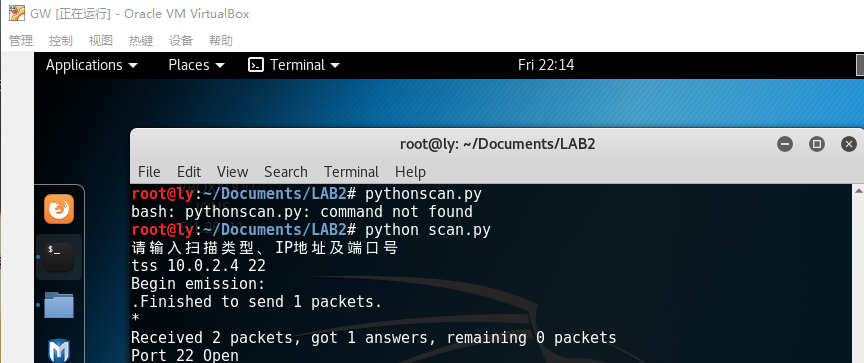 GW [正在运行] - Oracle VM VirtualBox
管理 控制 视图 热键 设备 帮助
Applications Places Terminal Fri 22:14
root@ly: ~/Documents/LAB2
File Edit View Search Terminal Help
root@ly:~/Documents/LAB2# pythonscan.py
bash: pythonscan.py: command not found
root@ly:~/Documents/LAB2# python scan.py
请输入扫描类型、IP地址及端口号
tss 10.0.2.4 22
Begin emission:
.Finished to send 1 packets.
*
Received 2 packets, got 1 answers, remaining 0 packets
Port 22 Open